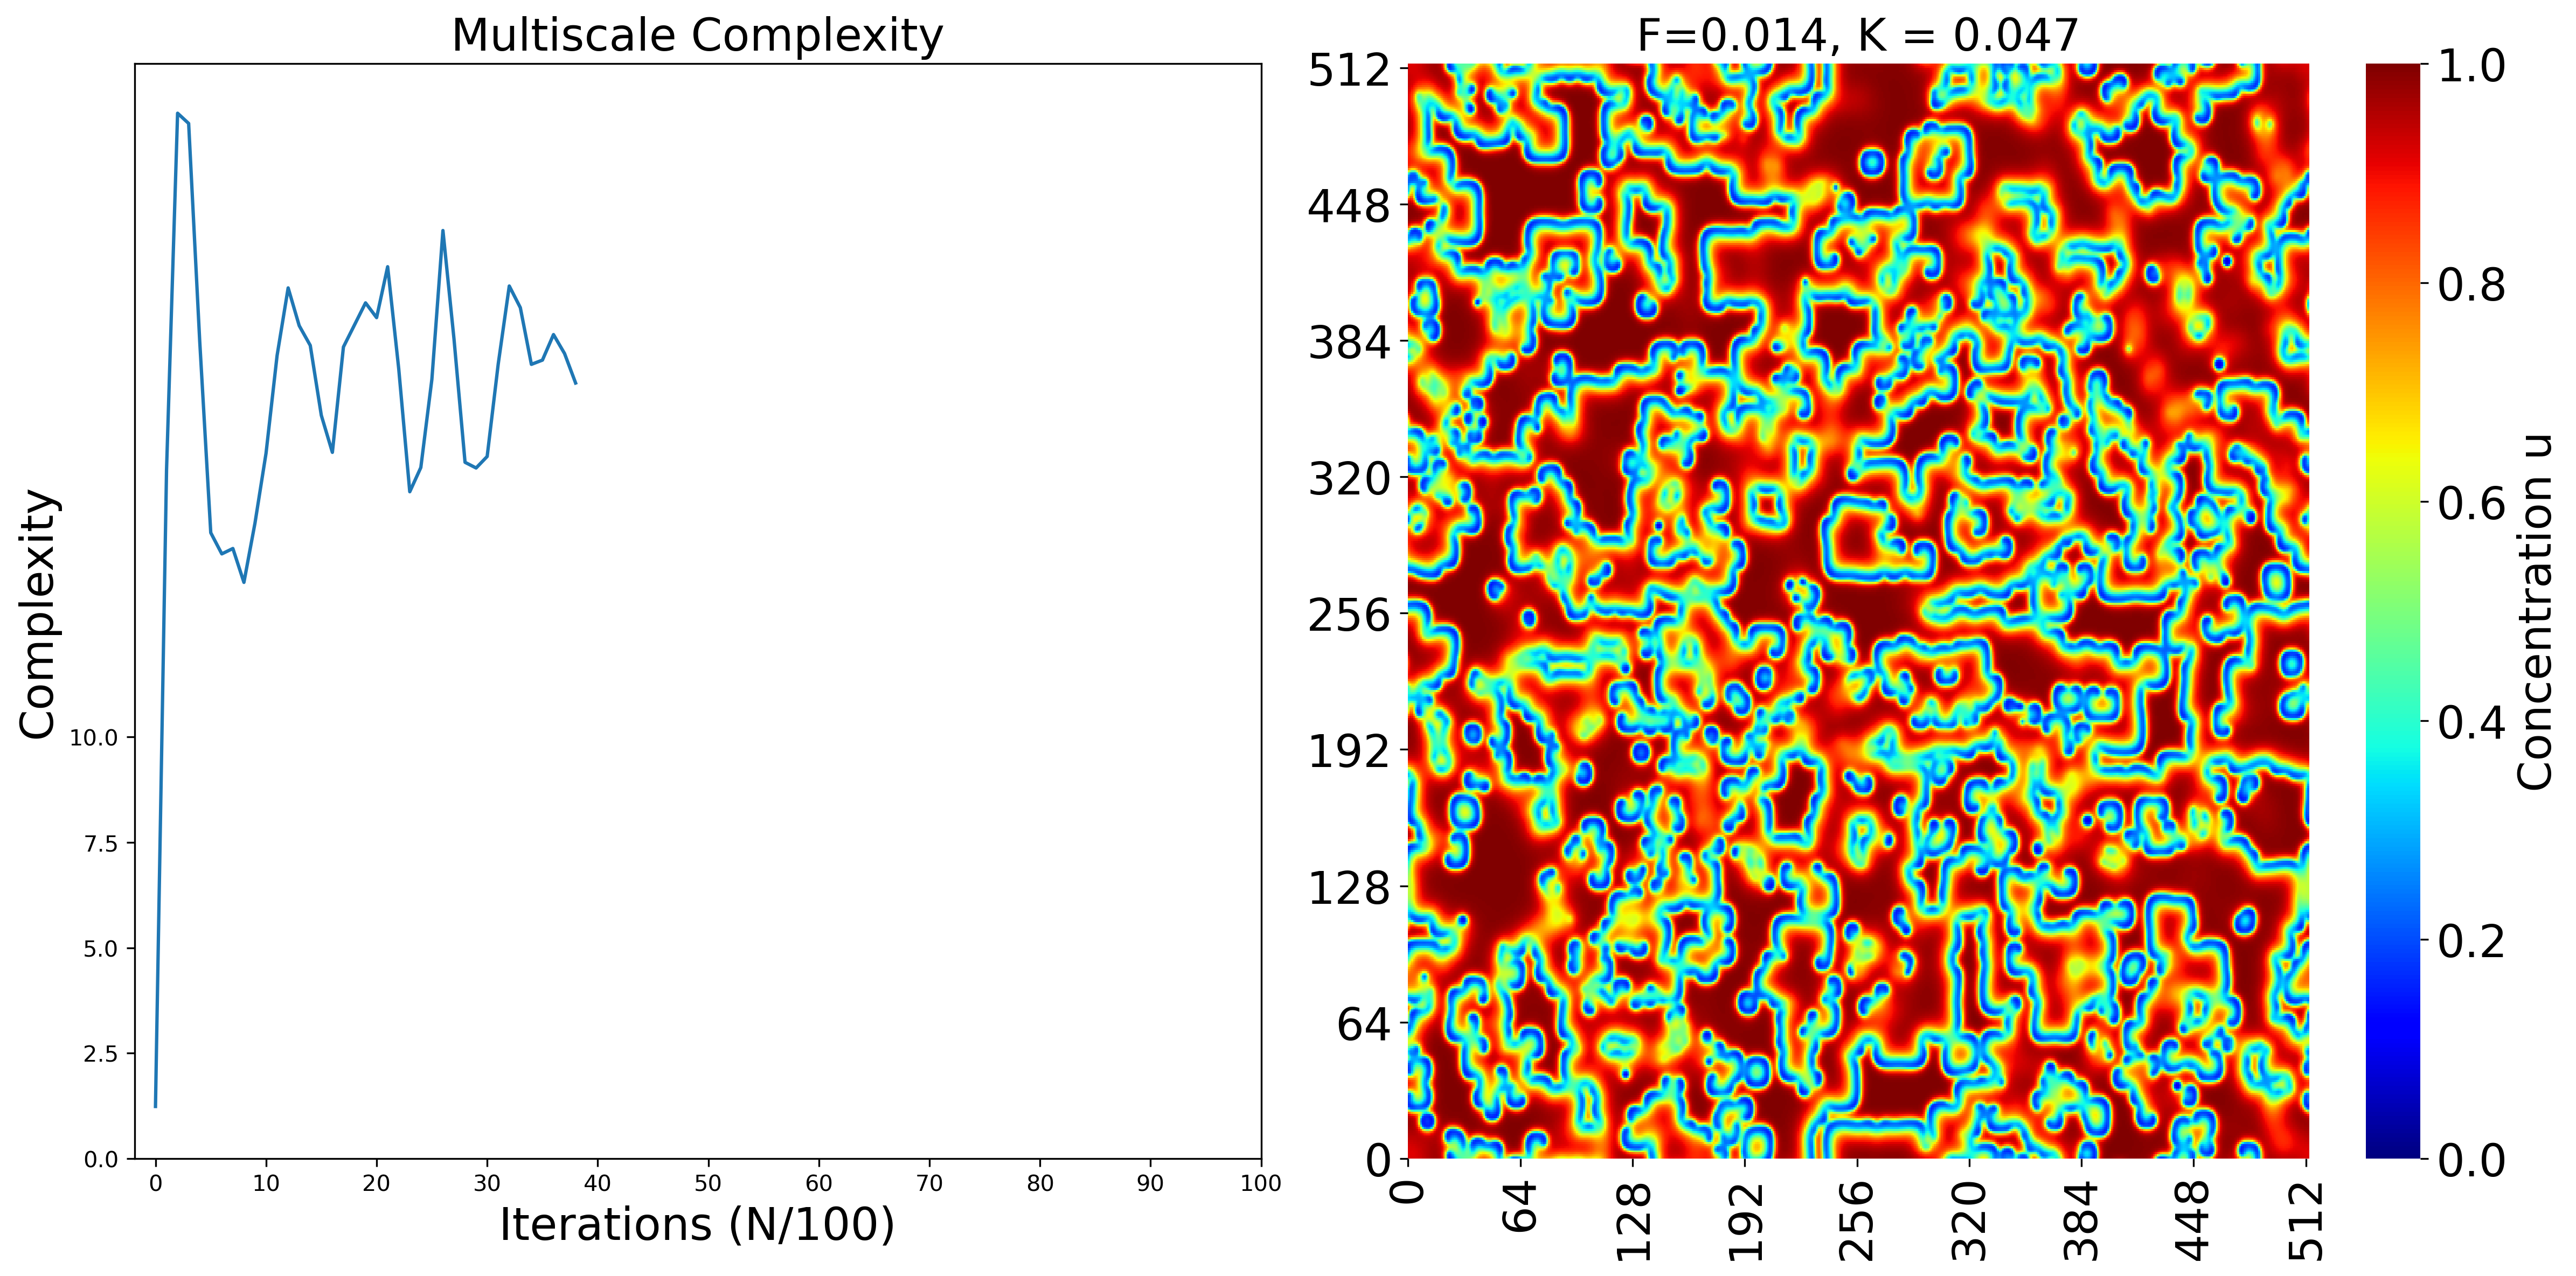 Multiscale Complexity
Complexity
10.0
7.5
5.0
2.5
0.0
0 10 20 30 40 50 60 70 80 90 100
Iterations (N/100)
F=0.014, K = 0.047
512
448
384
320
256
192
128
64
0
0 64 128 192 256 320 384 448 512
1.0
0.8
0.6
0.4
0.2
0.0
Concentration u